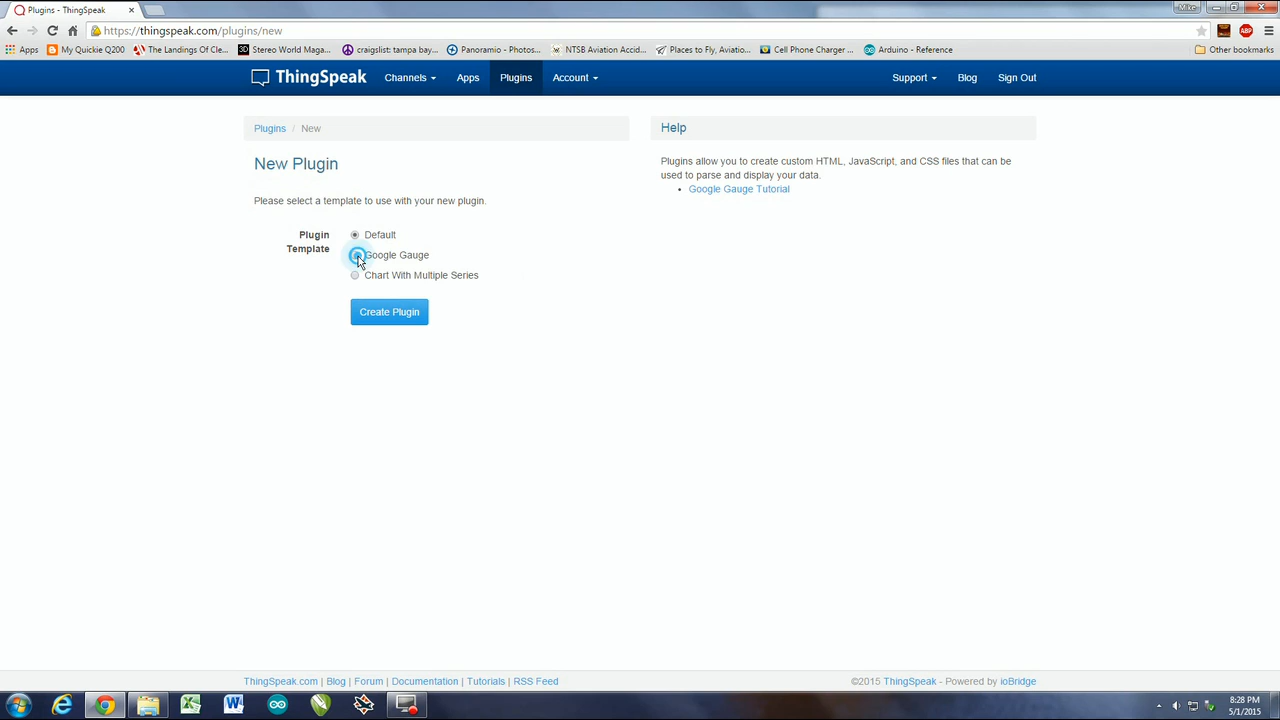 Plugins - ThingSpeak
Mike
https://thingspeak.com/plugins/new
ABP
Apps My Quickie Q200 The Landings Of Cle... 3D Stereo World Maga... craigslist: tampa bay... Panoramio - Photos... NTSB Aviation Accid... Places to Fly, Aviatio... Cell Phone Charger ... Arduino - Reference Other bookmarks
ThingSpeak Channels Apps Plugins Account Support Blog Sign Out
Plugins / New
New Plugin
Please select a template to use with your new plugin.
Plugin Template
Default
Google Gauge
Chart With Multiple Series
Create Plugin
Help
Plugins allow you to create custom HTML, JavaScript, and CSS files that can be
used to parse and display your data.
Google Gauge Tutorial
ThingSpeak.com | Blog | Forum | Documentation | Tutorials | RSS Feed
©2015 ThingSpeak - Powered by ioBridge
8:28 PM
5/1/2015